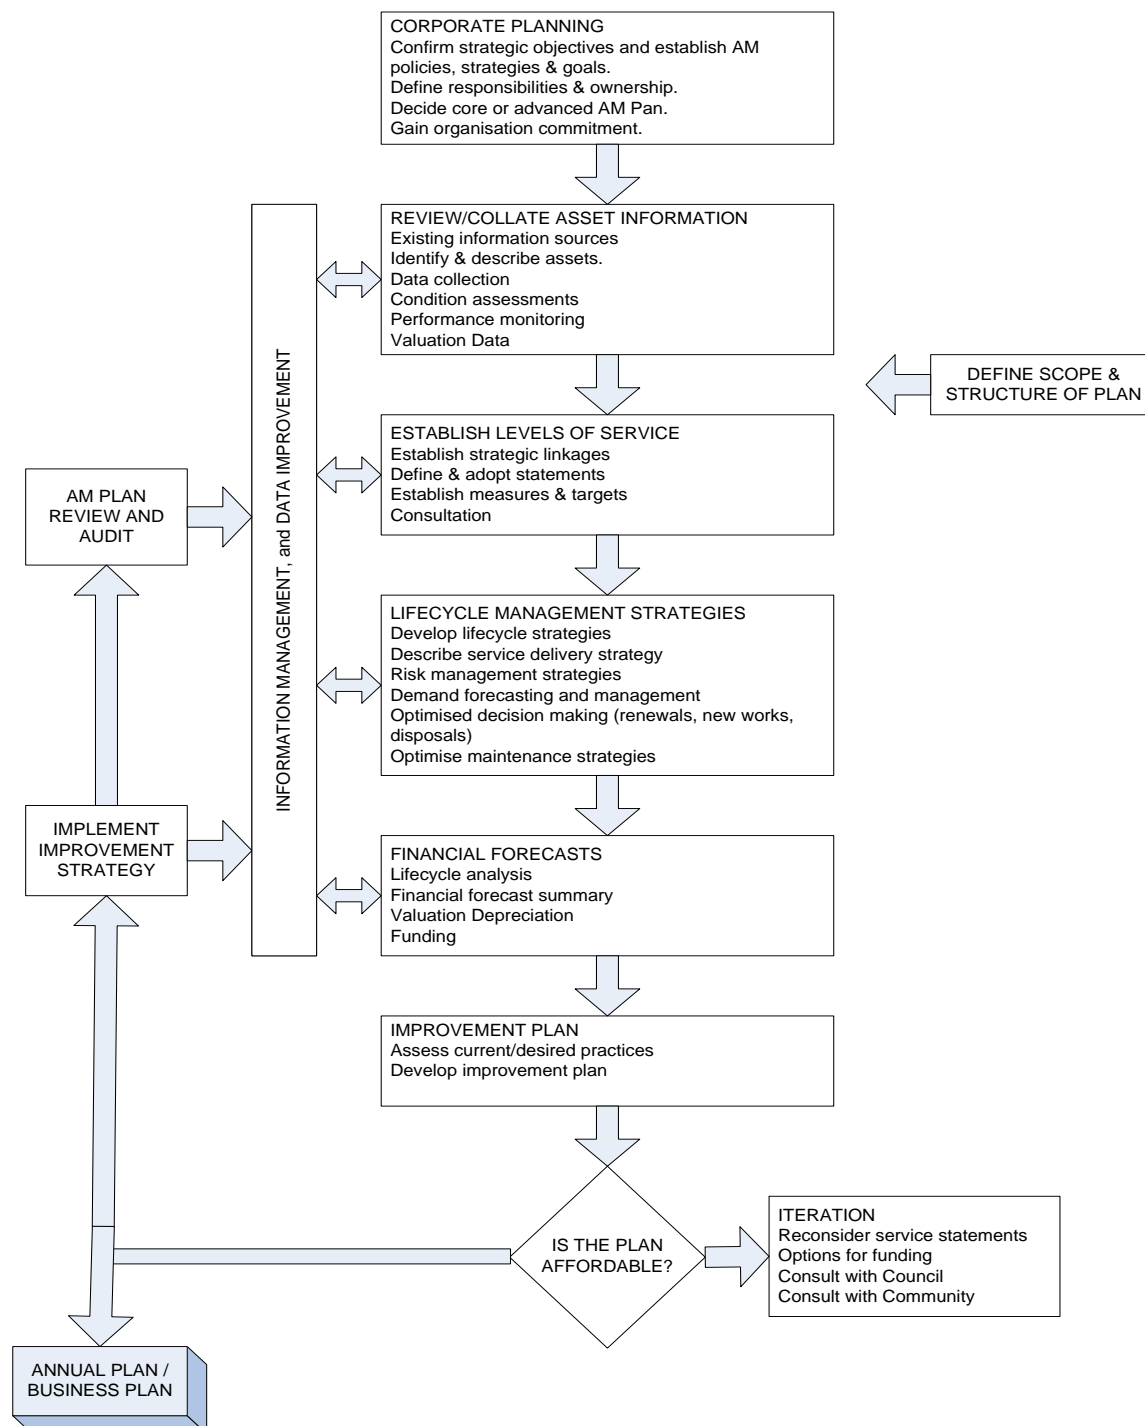 CORPORATE PLANNING
Confirm strategic objectives and establish AM
policies, strategies & goals.
Define responsibilities & ownership.
Decide core or advanced AM Pan.
Gain organisation commitment.
REVIEW/COLLATE ASSET INFORMATION
Existing information sources
Identify & describe assets.
Data collection
Condition assessments
Performance monitoring
Valuation Data
INFORMATION MANAGEMENT, and DATA IMPROVEMENT
DEFINE SCOPE &
STRUCTURE OF PLAN
ESTABLISH LEVELS OF SERVICE
Establish strategic linkages
Define & adopt statements
Establish measures & targets
Consultation
AM PLAN
REVIEW AND
AUDIT
LIFECYCLE MANAGEMENT STRATEGIES
Develop lifecycle strategies
Describe service delivery strategy
Risk management strategies
Demand forecasting and management
Optimised decision making (renewals, new works,
disposals)
Optimise maintenance strategies
IMPLEMENT
IMPROVEMENT
STRATEGY
FINANCIAL FORECASTS
Lifecycle analysis
Financial forecast summary
Valuation Depreciation
Funding
IMPROVEMENT PLAN
Assess current/desired practices
Develop improvement plan
IS THE PLAN
AFFORDABLE?
ITERATION
Reconsider service statements
Options for funding
Consult with Council
Consult with Community
ANNUAL PLAN /
BUSINESS PLAN